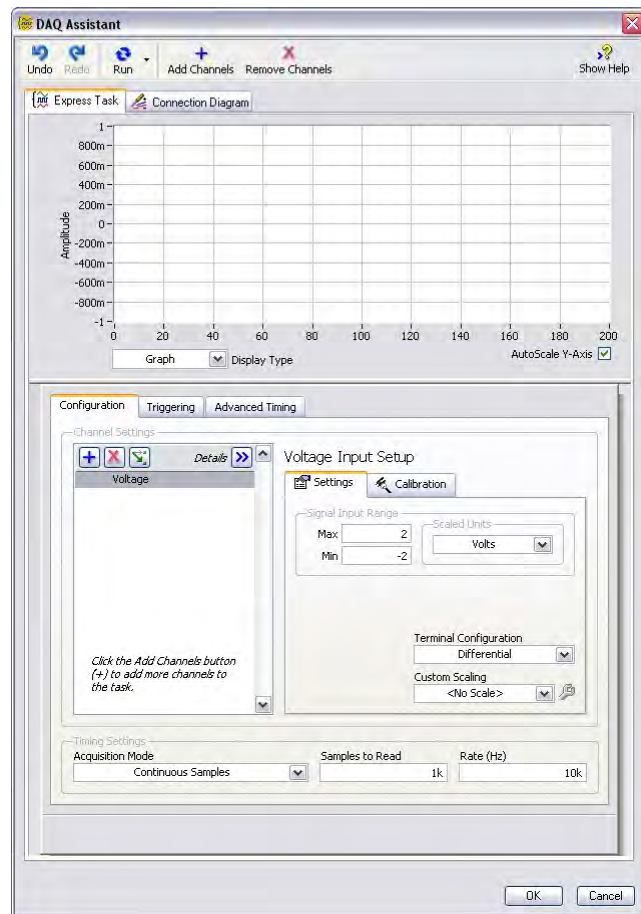 DAQ Assistant
Undo Redo Run Add Channels Remove Channels Show Help
Express Task Connection Diagram
1
800m
600m
400m
200m
0
-200m
-400m
-600m
-800m
-1
Amplitude
0 20 40 60 80 100 120 140 160 180 200
Graph Display Type AutoScale Y-Axis
Configuration Triggering Advanced Timing
Channel Settings
Details
Voltage
Click the Add Channels button
(+) to add more channels to
the task.
Voltage Input Setup
Settings Calibration
Signal Input Range
Max 2
Min -2
Scaled Units
Volts
Terminal Configuration
Differential
Custom Scaling
<No Scale>
Timing Settings
Acquisition Mode Samples to Read Rate (Hz)
Continuous Samples 1k 10k
OK Cancel